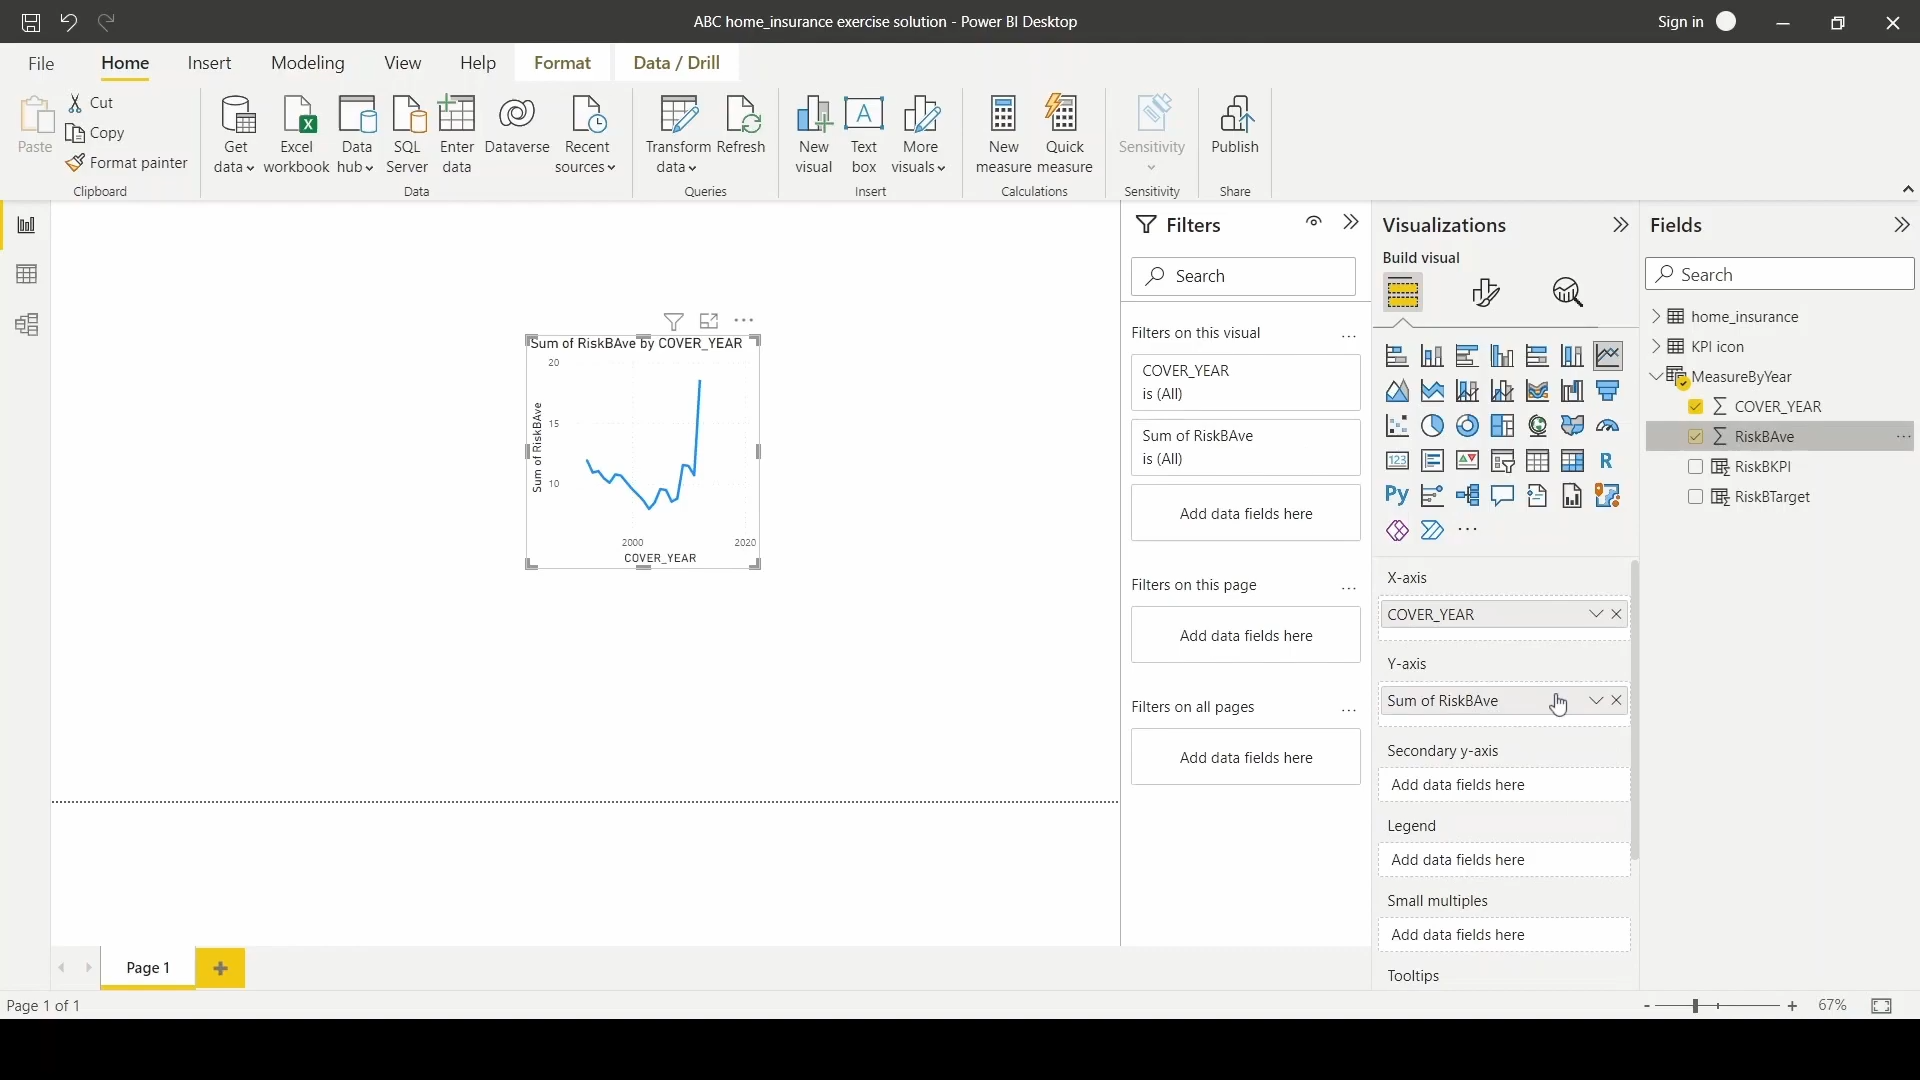 ABC home_insurance exercise solution - Power BI Desktop
Sign in
File Home Insert Modeling View Help Format Data / Drill
Paste
Cut
Copy
Format painter
Clipboard
Get data
Excel workbook
Data hub
SQL Server
Enter data
Dataverse
Recent sources
Data
Transform data
Refresh
Queries
New visual
Text box
More visuals
Insert
New measure
Quick measure
Calculations
Sensitivity
Sensitivity
Publish
Share
Sum of RiskBAve by COVER_YEAR
20
15
10
Sum of RiskBAve
2000 2020
COVER_YEAR
Filters
Search
Filters on this visual ...
COVER_YEAR
is (All)
Sum of RiskBAve
is (All)
Add data fields here
Filters on this page ...
Add data fields here
Filters on all pages ...
Add data fields here
Visualizations
Build visual
123
R
Py
...
X-axis
COVER_YEAR
Y-axis
Sum of RiskBAve
Secondary y-axis
Add data fields here
Legend
Add data fields here
Small multiples
Add data fields here
Tooltips
Fields
Search
home_insurance
KPI icon
MeasureByYear
COVER_YEAR
RiskBAve ...
RiskBKPI
RiskBTarget
Page 1
Page 1 of 1
67%